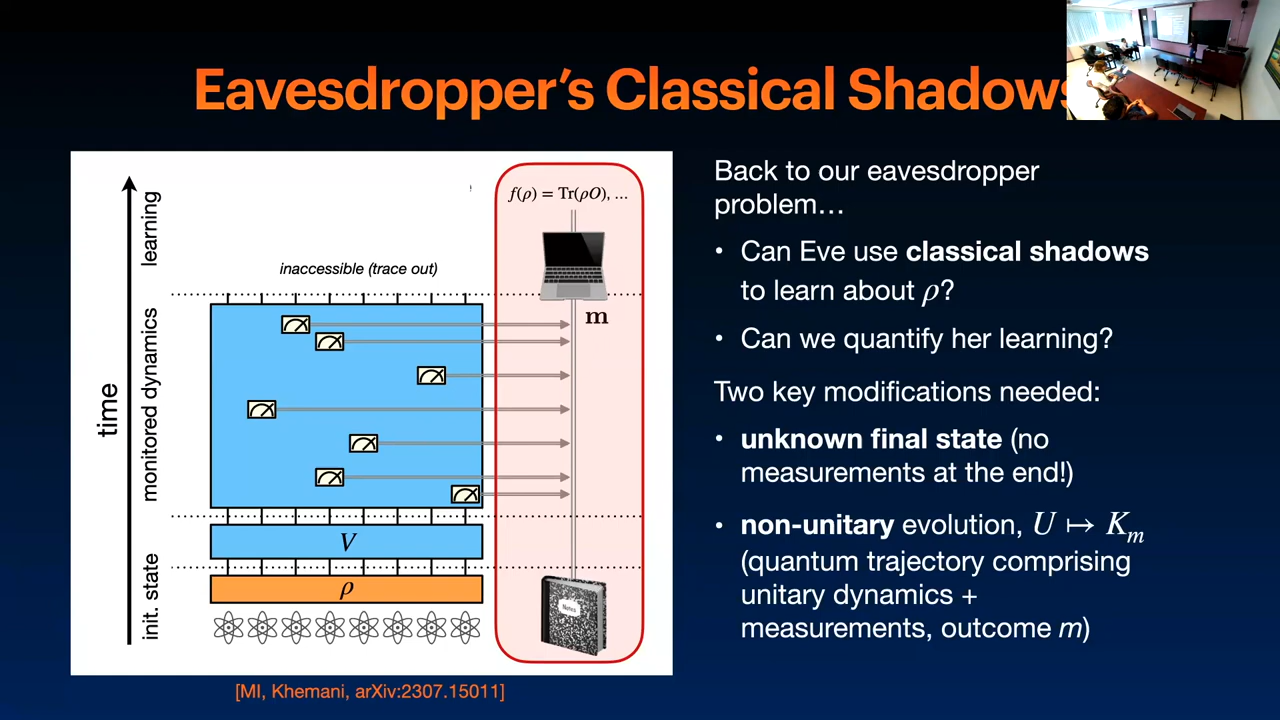 Eavesdropper's Classical Shadows
learning
f(ρ) = Tr(ρO), ...
inaccessible (trace out)
m
monitored dynamics
time
V
init. state
ρ
Notes
[MI, Khemani, arXiv:2307.15011]
Back to our eavesdropper
problem…
• Can Eve use classical shadows
to learn about ρ?
• Can we quantify her learning?
Two key modifications needed:
• unknown final state (no
measurements at the end!)
• non-unitary evolution, U ↦ Kₘ
(quantum trajectory comprising
unitary dynamics +
measurements, outcome m)